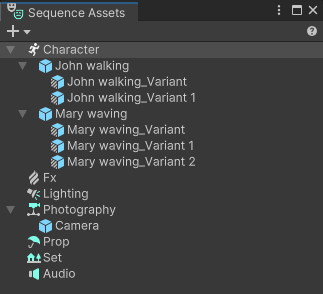 Sequence Assets
Character
John walking
John walking_Variant
John walking_Variant 1
Mary waving
Mary waving_Variant
Mary waving_Variant 1
Mary waving_Variant 2
Fx
Lighting
Photography
Camera
Prop
Set
Audio